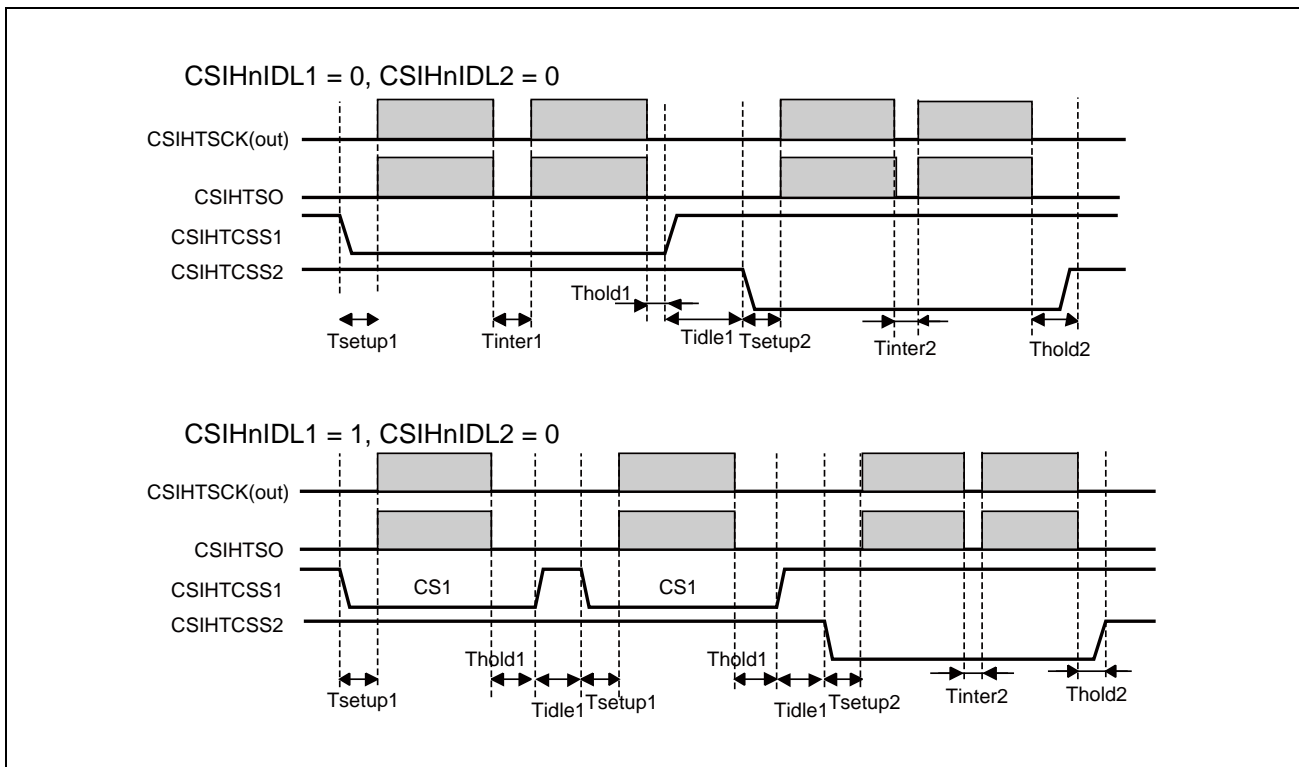 CSIHnIDL1 = 0, CSIHnIDL2 = 0
CSIHTSCK(out)
CSIHTSO
CSIHTCSS1
CSIHTCSS2
Thold1
Tsetup1
Tinter1
Tidle1
Tsetup2
Tinter2
Thold2
CSIHnIDL1 = 1, CSIHnIDL2 = 0
CSIHTSCK(out)
CSIHTSO
CSIHTCSS1
CS1
CS1
CSIHTCSS2
Thold1
Thold1
Tsetup1
Tidle1
Tsetup1
Tidle1
Tsetup2
Tinter2
Thold2